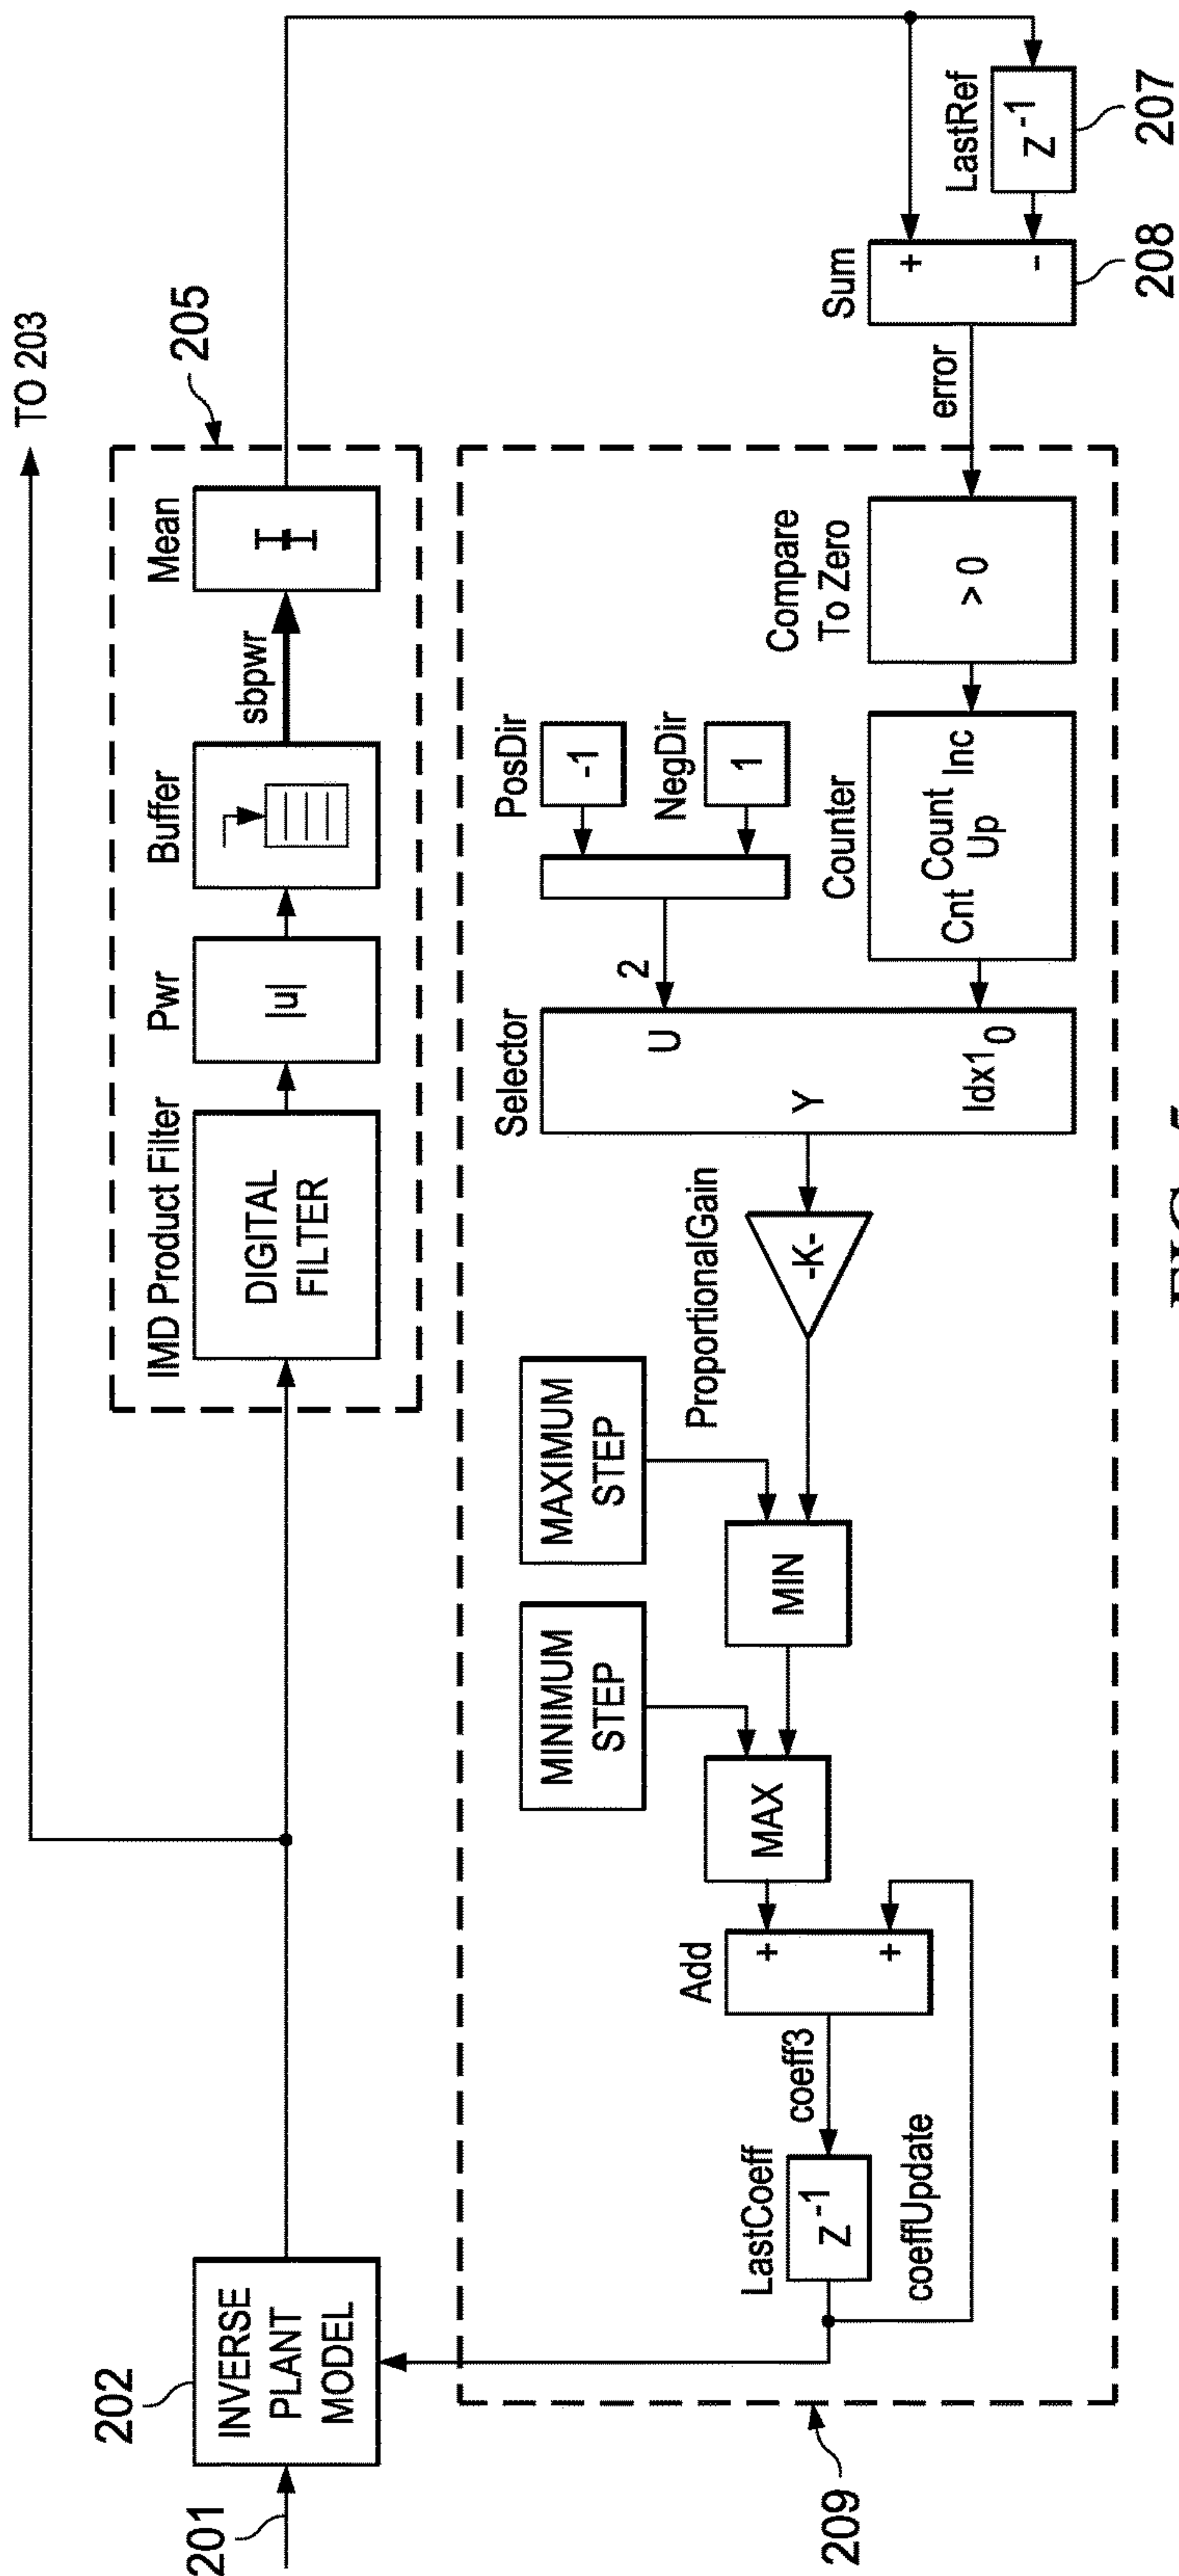 TO 203
205
IMD Product Filter
DIGITAL
FILTER
Pwr
|u|
Buffer
sbpwr
Mean
202
INVERSE
PLANT
MODEL
201
LastRef
Z⁻¹
207
Sum
+
-
208
error
Compare
To Zero
> 0
Counter
Cnt Count Inc
Up
PosDir
-1
NegDir
1
2
Selector
U
Y
Idx1 0
ProportionalGain
-K-
MAXIMUM
STEP
MIN
MINIMUM
STEP
MAX
Add
+
+
coeff3
LastCoeff
Z⁻¹
coeffUpdate
209